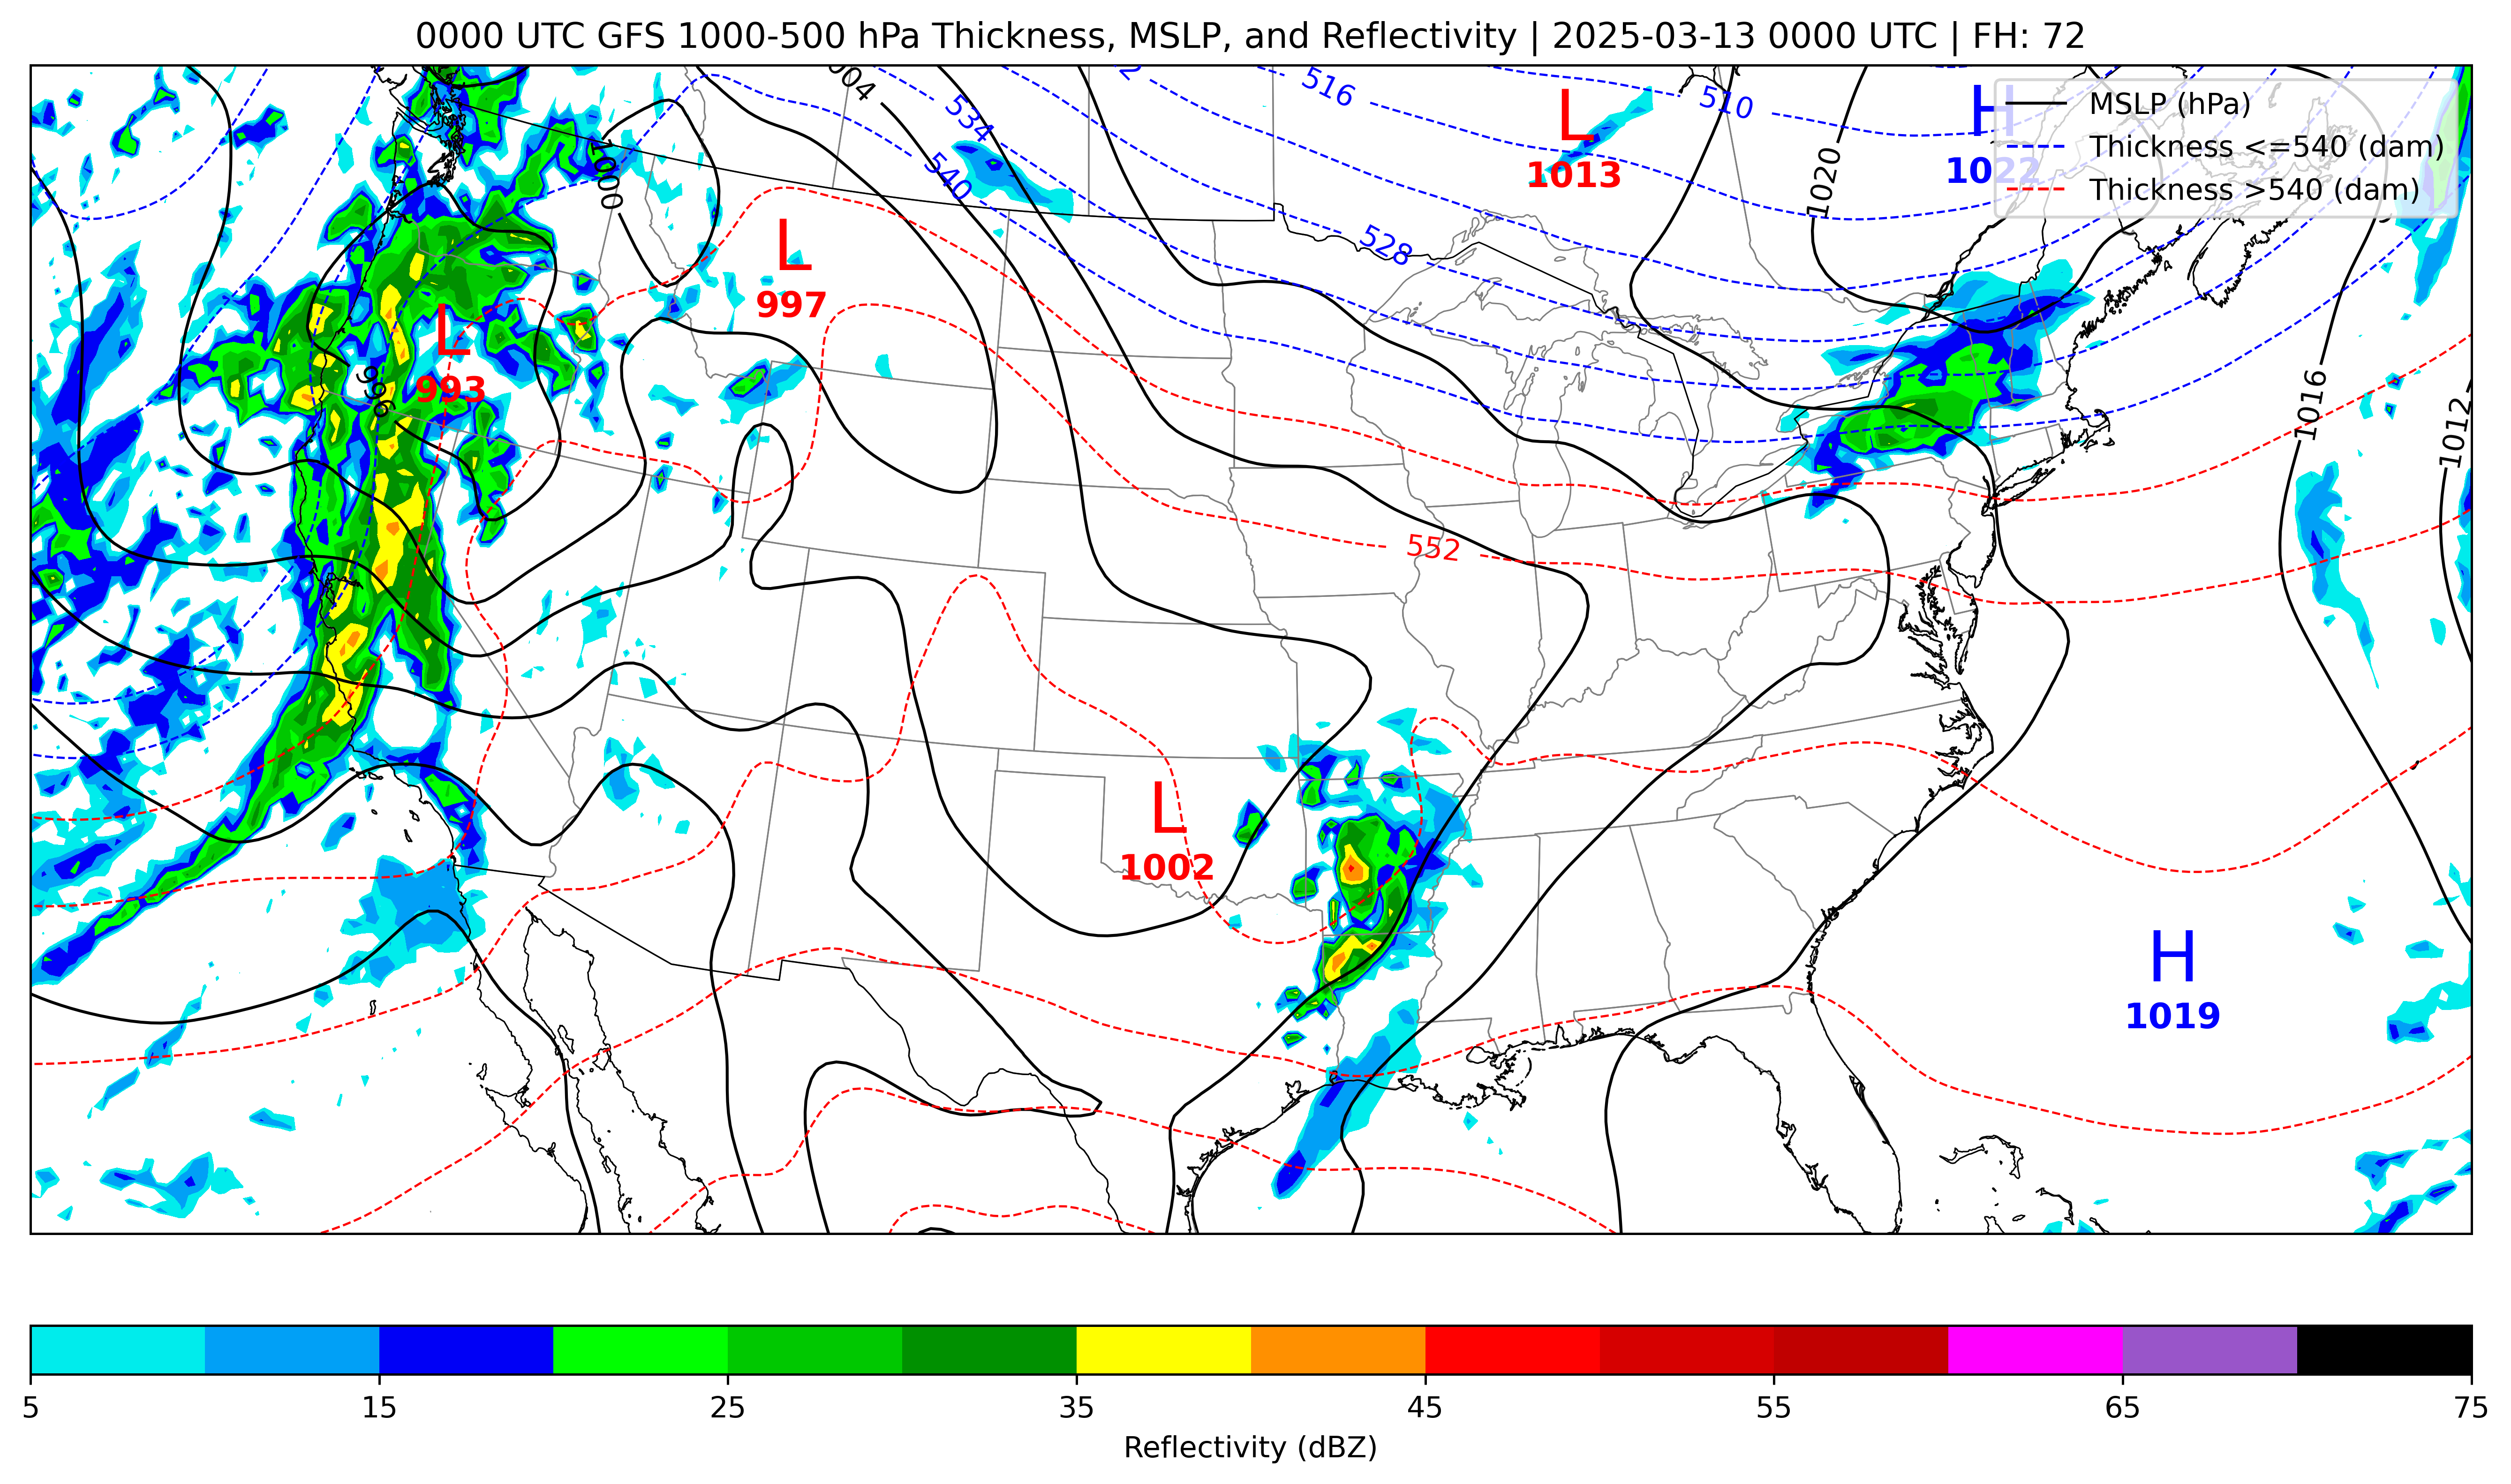 0000 UTC GFS 1000-500 hPa Thickness, MSLP, and Reflectivity | 2025-03-13 0000 UTC | FH: 72
MSLP (hPa)
Thickness <=540 (dam)
Thickness >540 (dam)
504
534
540
516
510
528
1000
1020
L
1013
H
1022
L
997
L
993
996
1016
1012
552
L
1002
H
1019
5
15
25
35
45
55
65
75
Reflectivity (dBZ)